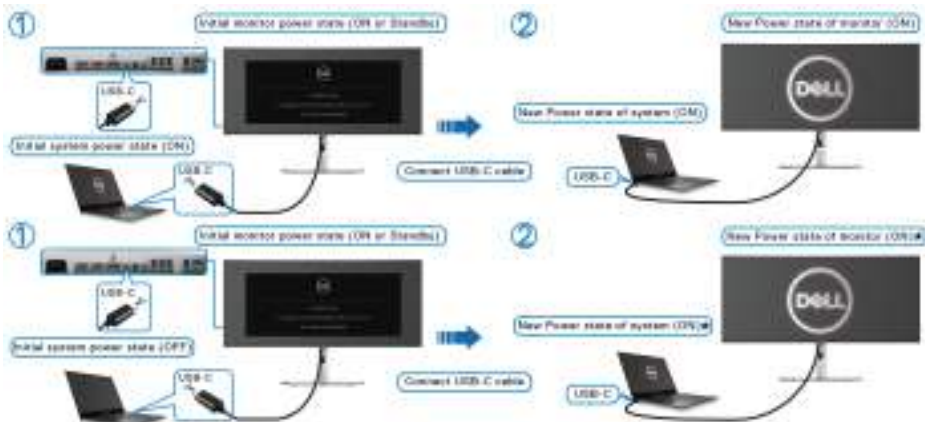 1
Initial monitor power state (ON or Standby)
USB-C
Initial system power state (ON)
USB-C
Connect USB-C cable
2
New Power state of monitor (ON)
DELL
New Power state of system (ON)
USB-C
1
Initial monitor power state (ON or Standby)
USB-C
Initial system power state (OFF)
USB-C
Connect USB-C cable
2
New Power state of monitor (ON)★
DELL
New Power state of system (ON)★
USB-C